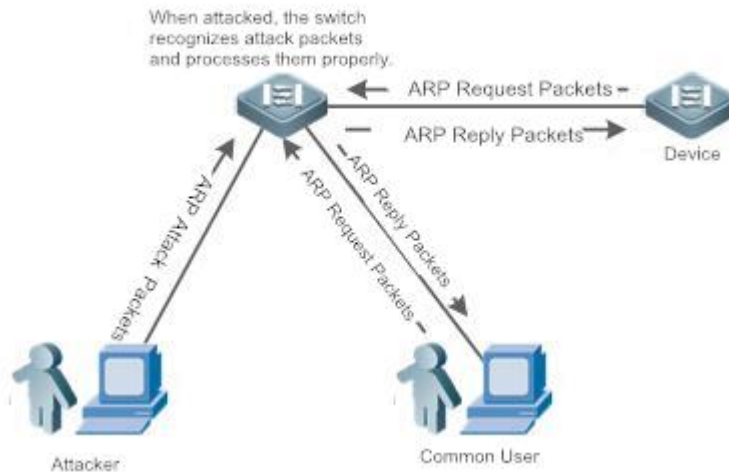 When attacked, the switch
recognizes attack packets
and processes them properly.
ARP Request Packets
ARP Reply Packets
Device
ARP Attack Packets
ARP Reply Packets
ARP Request Packets
Attacker
Common User